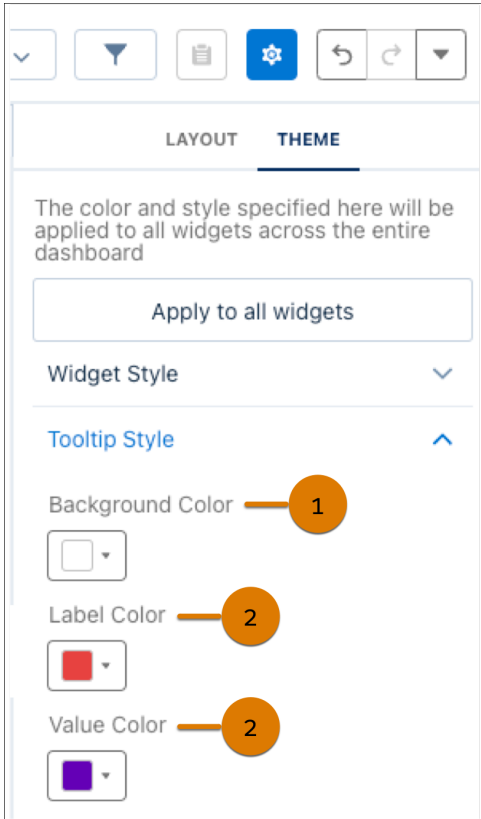 LAYOUT THEME
The color and style specified here will be
applied to all widgets across the entire
dashboard
Apply to all widgets
Widget Style
Tooltip Style
Background Color 1
Label Color 2
Value Color 2